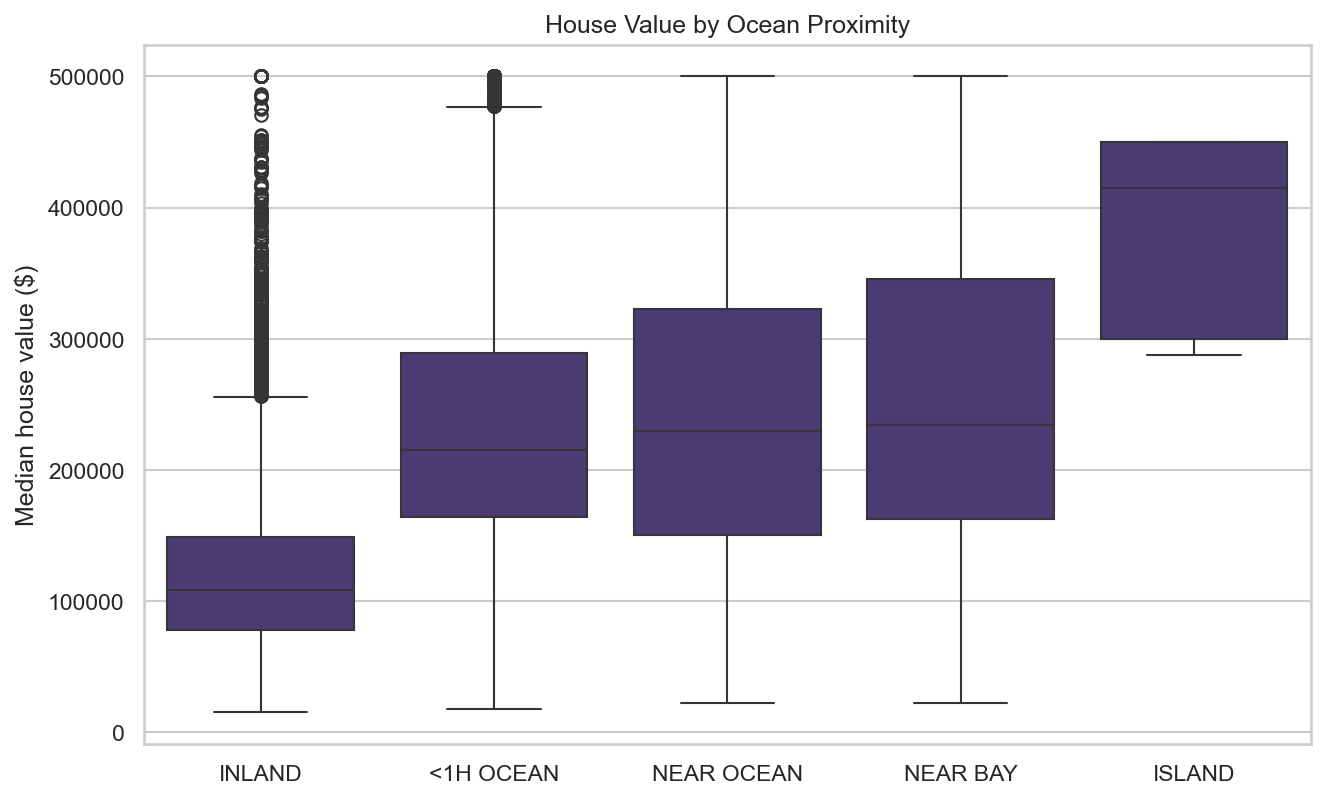 House Value by Ocean Proximity
Median house value ($)
500000
400000
300000
200000
100000
0
INLAND
<1H OCEAN
NEAR OCEAN
NEAR BAY
ISLAND